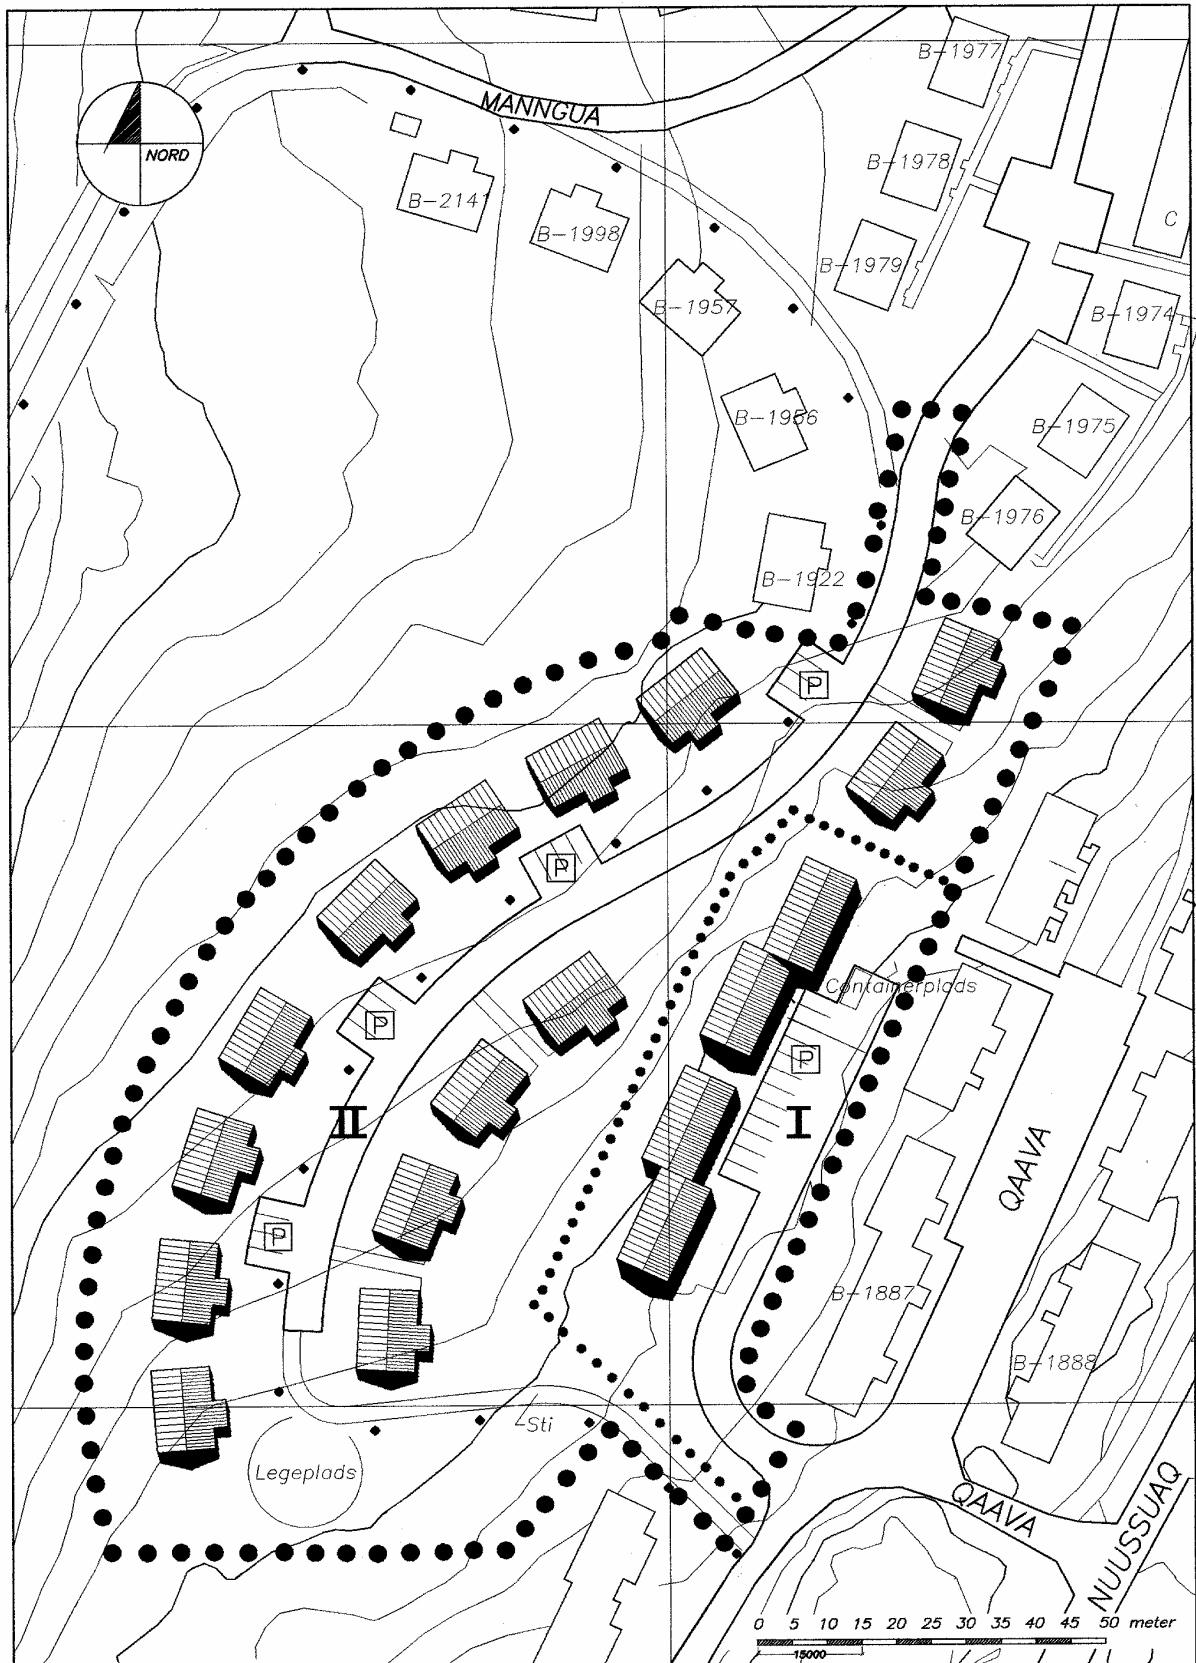 B-1977
MANNGUA
NORD
B-1978
B-2141
C
B-1998
B-1979
B-1957
B-1974
B-1956
B-1975
B-1976
B-1922
P
P
Containerplads
P
P
II
I
QAAVA
P
B-1887
B-1888
Sti
Legeplads
QAAVA
NUUSSUAQ
0 5 10 15 20 25 30 35 40 45 50 meter
15000